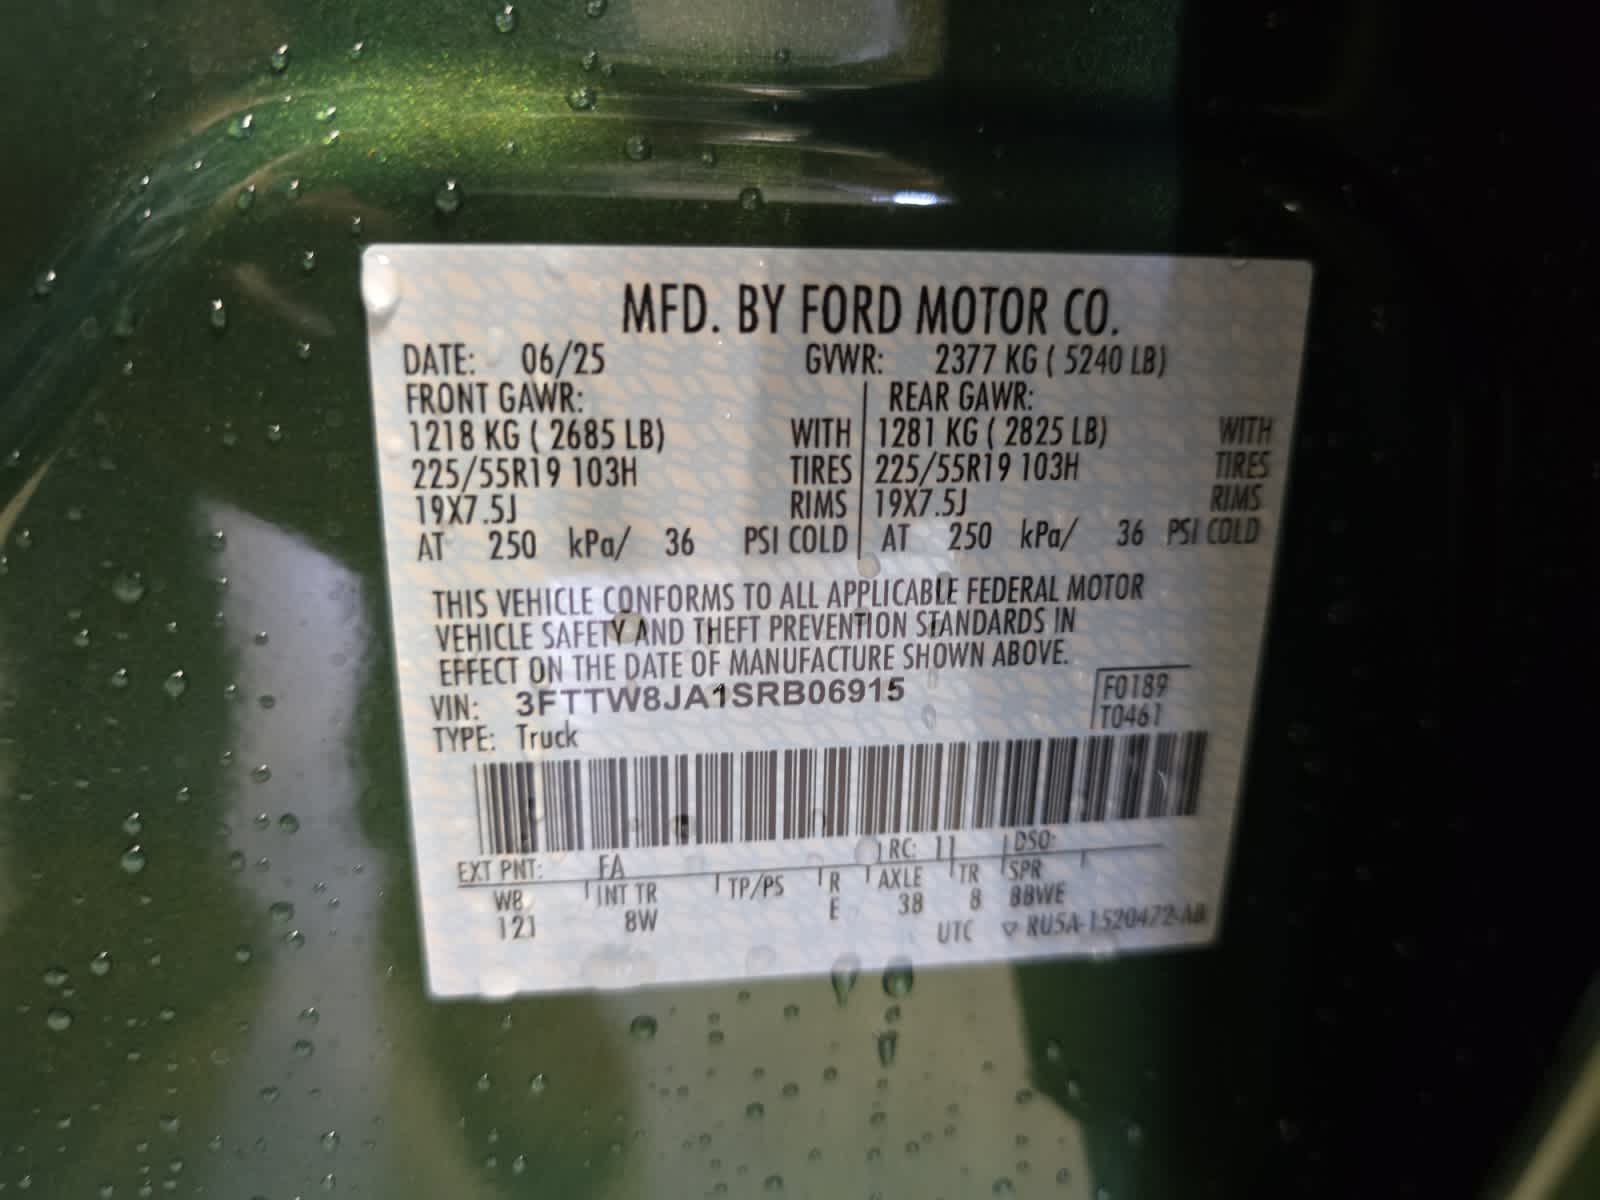 MFD. BY FORD MOTOR CO.
DATE: 06/25 GVWR: 2377 KG ( 5240 LB)
FRONT GAWR: REAR GAWR:
1218 KG ( 2685 LB) WITH 1281 KG ( 2825 LB) WITH
225/55R19 103H TIRES 225/55R19 103H TIRES
19X7.5J RIMS 19X7.5J RIMS
AT 250 kPa/ 36 PSI COLD AT 250 kPa/ 36 PSI COLD
THIS VEHICLE CONFORMS TO ALL APPLICABLE FEDERAL MOTOR
VEHICLE SAFETY AND THEFT PREVENTION STANDARDS IN
EFFECT ON THE DATE OF MANUFACTURE SHOWN ABOVE.
VIN: 3FTTW8JA1SRB06915 F0189
TYPE: Truck T0461
EXT PNT: FA RC: 11 DSO:
WB INT TR TP/PS R AXLE TR SPR
121 8W E 38 8 BBWE
UTC ▽ RU5A-1520472-AB